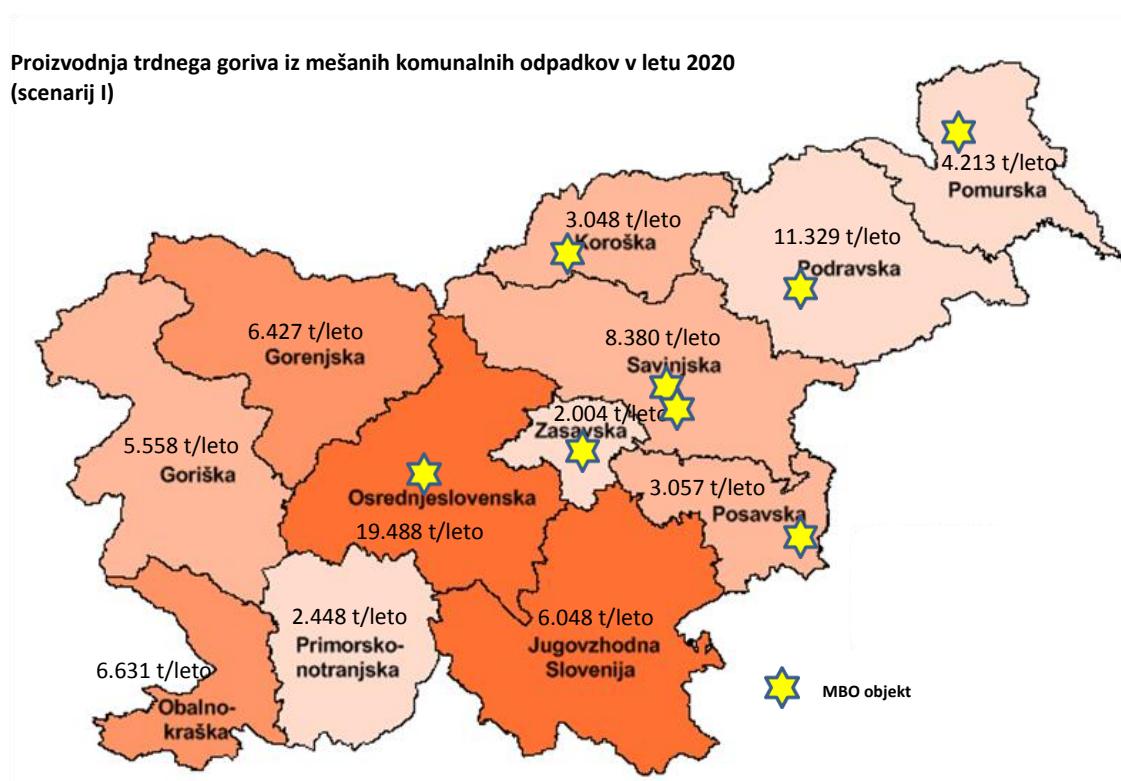 Proizvodnja trdnega goriva iz mešanih komunalnih odpadkov v letu 2020
(scenarij I)
4.213 t/leto
Pomurska
3.048 t/leto
Koroška
11.329 t/leto
Podravska
6.427 t/leto
Gorenjska
8.380 t/leto
Savinjska
2.004 t/leto
Zasavska
5.558 t/leto
Goriška
3.057 t/leto
Posavska
Osrednjeslovenska
19.488 t/leto
2.448 t/leto
Primorsko-
notranjska
6.048 t/leto
Jugovzhodna
Slovenija
6.631 t/leto
Obalno-
kraška
MBO objekt